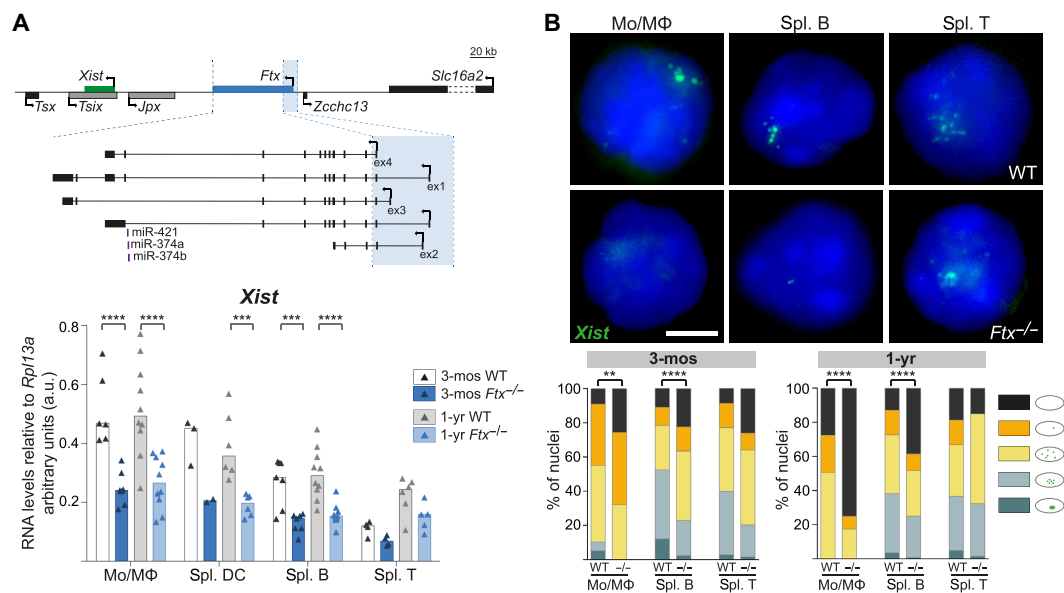 A
20 kb
Xist
Ftx
Slc16a2
Tsx
Tsix
Jpx
Zcchc13
ex4
ex1
ex3
ex2
miR-421
miR-374a
miR-374b
Xist
RNA levels relative to Rpl13a
arbitrary units (a.u.)
0.8
0.6
0.4
0.2
**** **** *** *** ****
3-mos WT
3-mos Ftx−/−
1-yr WT
1-yr Ftx−/−
Mo/MΦ Spl. DC Spl. B Spl. T
B
Mo/MΦ Spl. B Spl. T
WT
Xist
Ftx−/−
3-mos
** ****
% of nuclei
100
80
60
40
20
WT −/− WT −/− WT −/−
Mo/MΦ Spl. B Spl. T
1-yr
**** ****
% of nuclei
100
80
60
40
20
WT −/− WT −/− WT −/−
Mo/MΦ Spl. B Spl. T